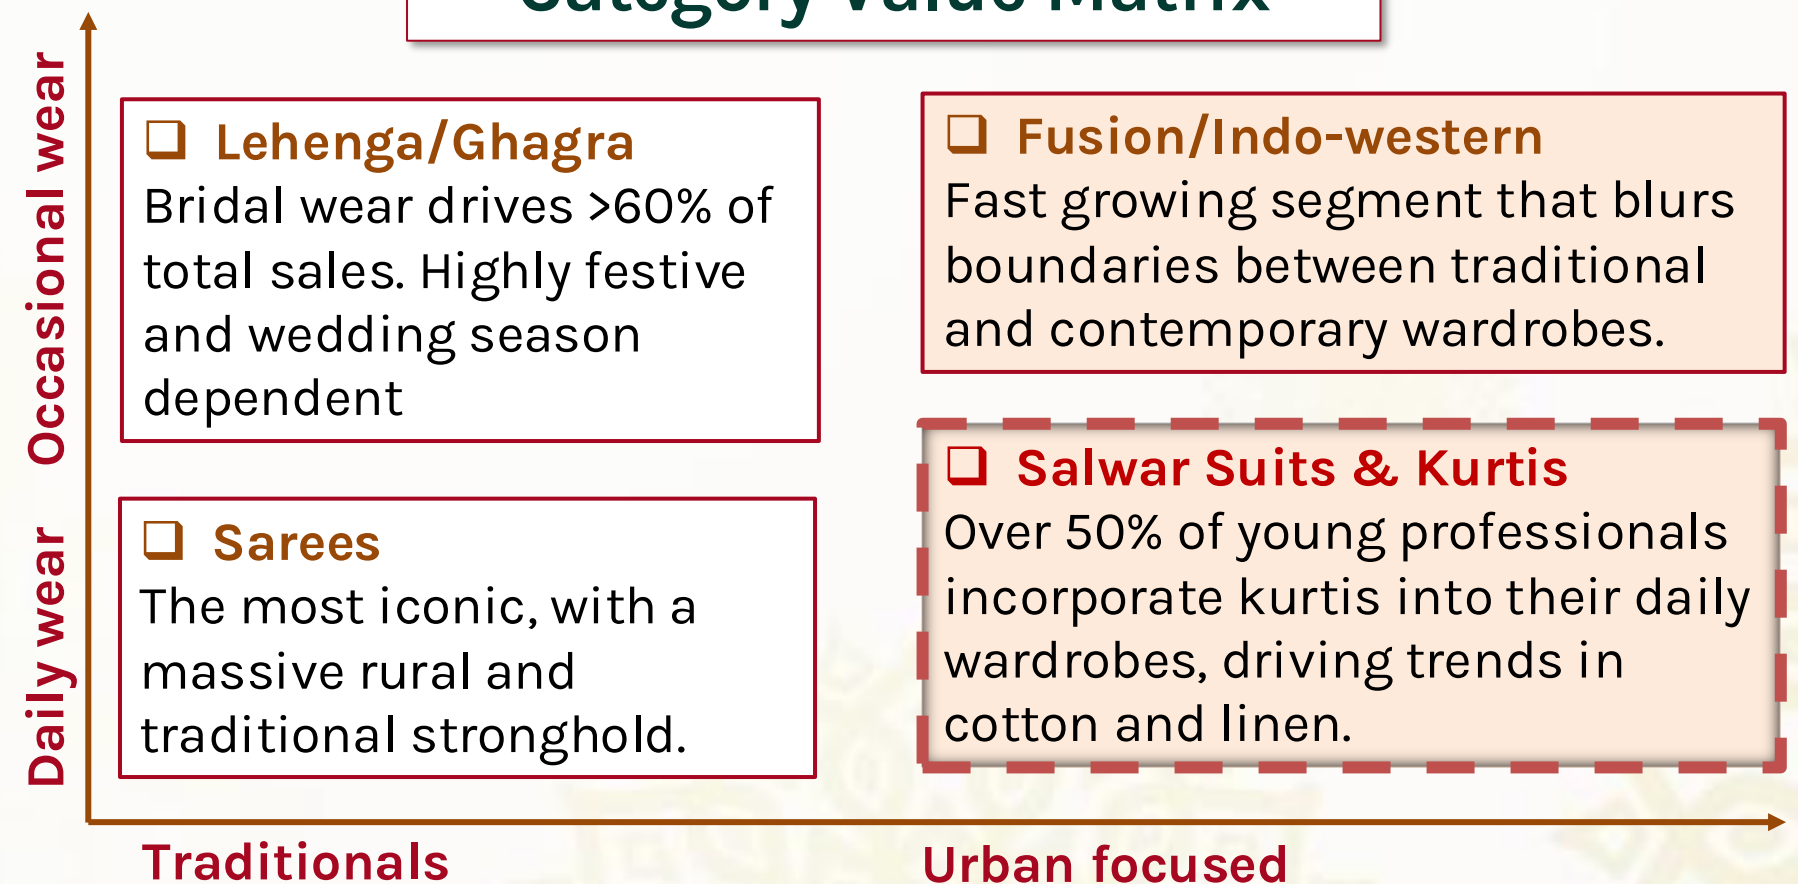 Category Value Matrix
Occasional wear
Daily wear
❑ Lehenga/Ghagra
Bridal wear drives >60% of
total sales. Highly festive
and wedding season
dependent
❑ Fusion/Indo-western
Fast growing segment that blurs
boundaries between traditional
and contemporary wardrobes.
❑ Sarees
The most iconic, with a
massive rural and
traditional stronghold.
❑ Salwar Suits & Kurtis
Over 50% of young professionals
incorporate kurtis into their daily
wardrobes, driving trends in
cotton and linen.
Traditionals
Urban focused